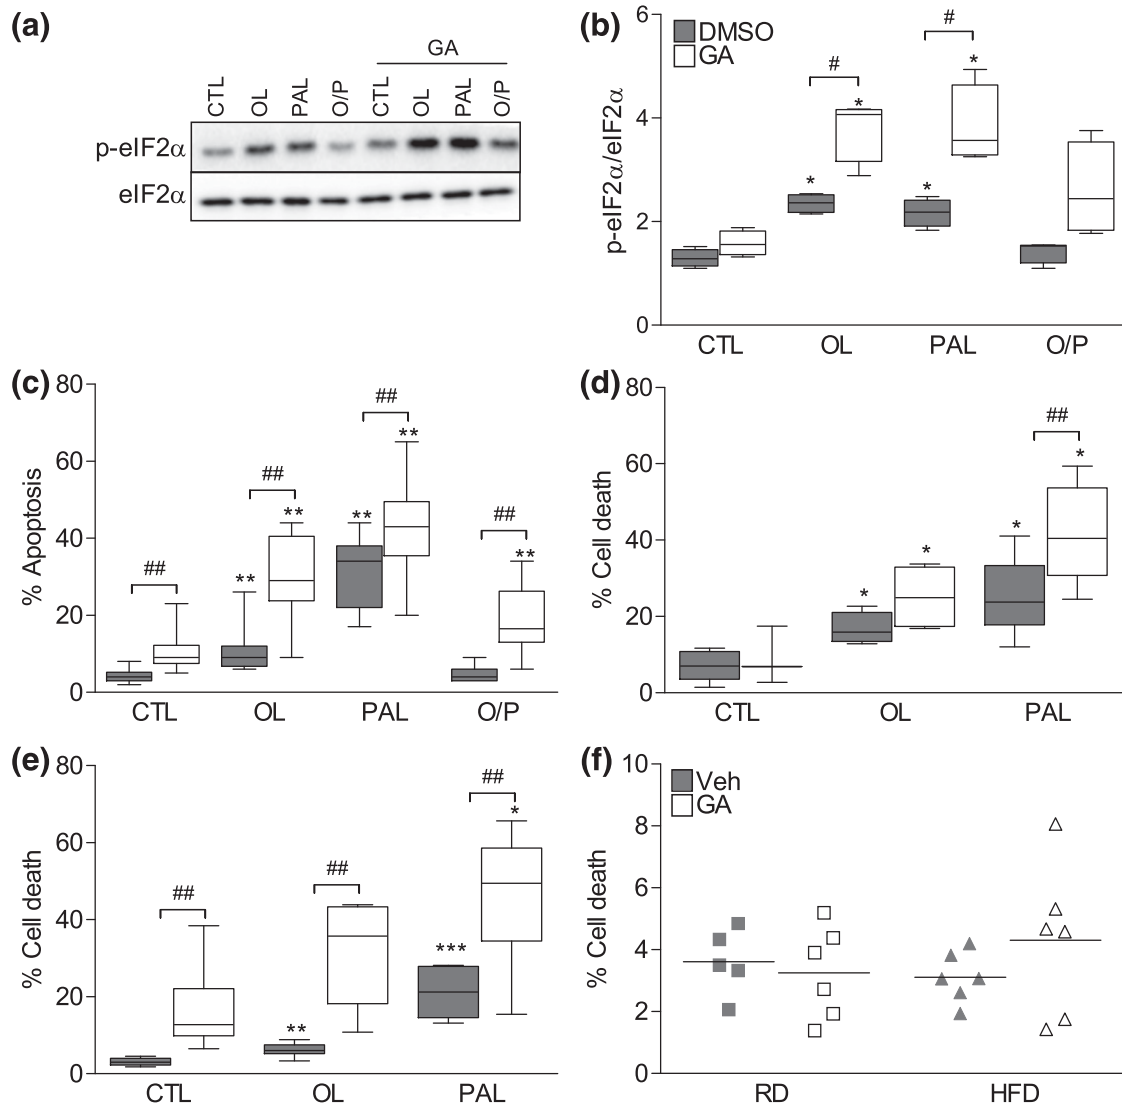 (a)
GA
CTL OL PAL O/P CTL OL PAL O/P
p-eIF2α
eIF2α
(b)
DMSO
GA
p-eIF2α/eIF2α
6
4
2
0
#
#
*
*
*
*
CTL OL PAL O/P
(c)
% Apoptosis
80
60
40
20
0
##
##
##
##
**
**
**
**
**
CTL OL PAL O/P
(d)
% Cell death
80
60
40
20
0
##
*
*
*
*
CTL OL PAL
(e)
% Cell death
80
60
40
20
0
##
##
##
**
***
*
CTL OL PAL
(f)
Veh
GA
% Cell death
10
8
6
4
2
0
RD HFD